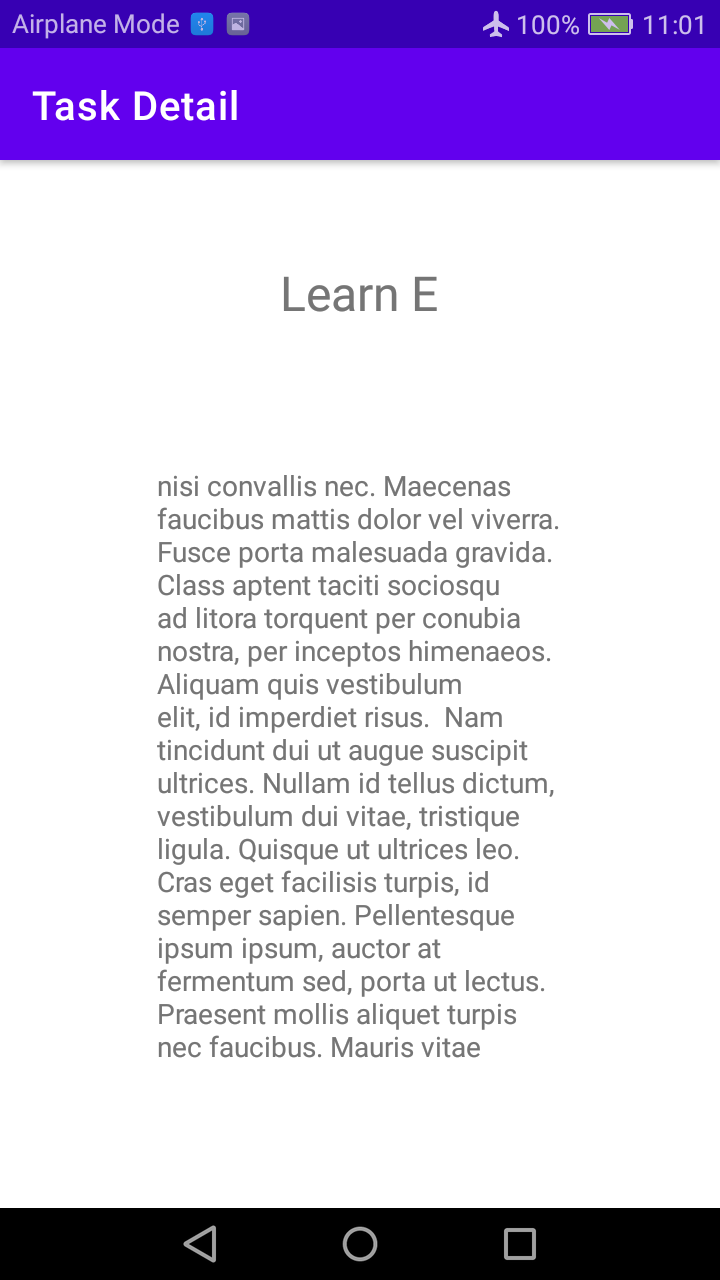 Airplane Mode 100% 11:01
Task Detail
Learn E
nisi convallis nec. Maecenas
faucibus mattis dolor vel viverra.
Fusce porta malesuada gravida.
Class aptent taciti sociosqu
ad litora torquent per conubia
nostra, per inceptos himenaeos.
Aliquam quis vestibulum
elit, id imperdiet risus.  Nam
tincidunt dui ut augue suscipit
ultrices. Nullam id tellus dictum,
vestibulum dui vitae, tristique
ligula. Quisque ut ultrices leo.
Cras eget facilisis turpis, id
semper sapien. Pellentesque
ipsum ipsum, auctor at
fermentum sed, porta ut lectus.
Praesent mollis aliquet turpis
nec faucibus. Mauris vitae